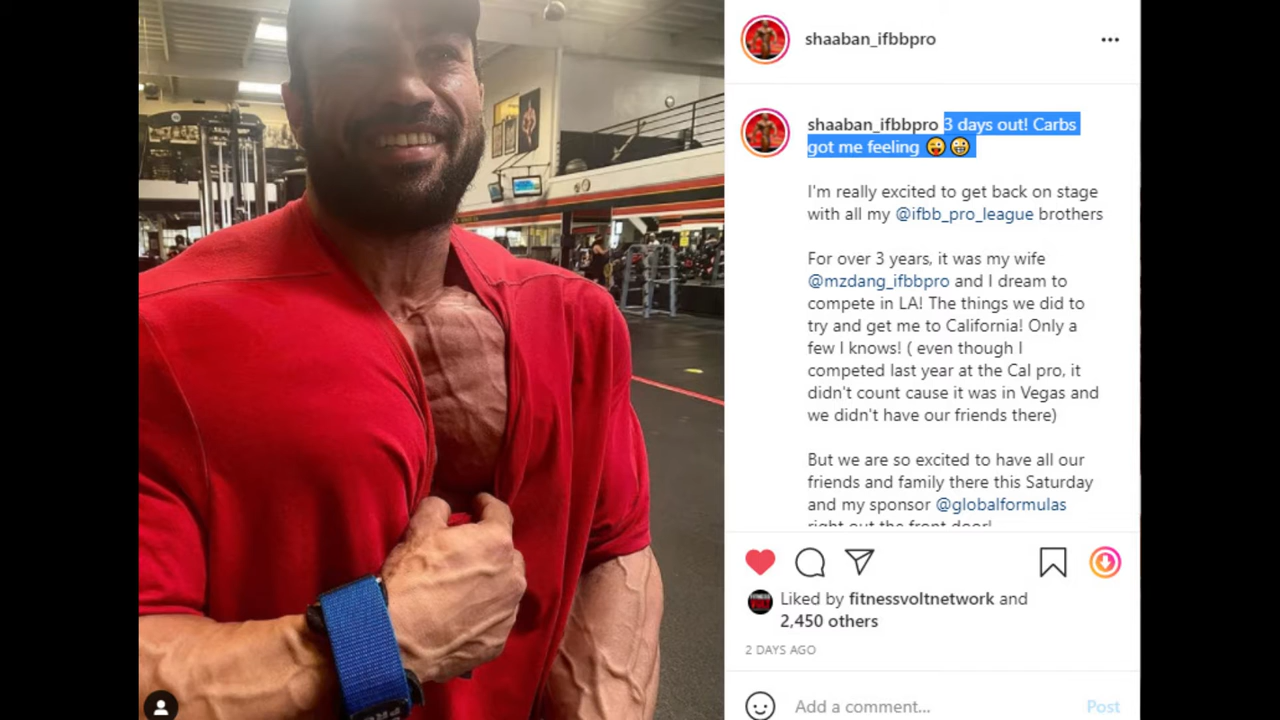 shaaban_ifbbpro
shaaban_ifbbpro 3 days out! Carbs
got me feeling 😜😁
I'm really excited to get back on stage
with all my @ifbb_pro_league brothers
For over 3 years, it was my wife
@mzdang_ifbbpro and I dream to
compete in LA! The things we did to
try and get me to California! Only a
few I knows! ( even though I
competed last year at the Cal pro, it
didn't count cause it was in Vegas and
we didn't have our friends there)
But we are so excited to have all our
friends and family there this Saturday
and my sponsor @globalformulas
right out the front door!
Liked by fitnessvoltnetwork and
2,450 others
2 DAYS AGO
Add a comment...
Post